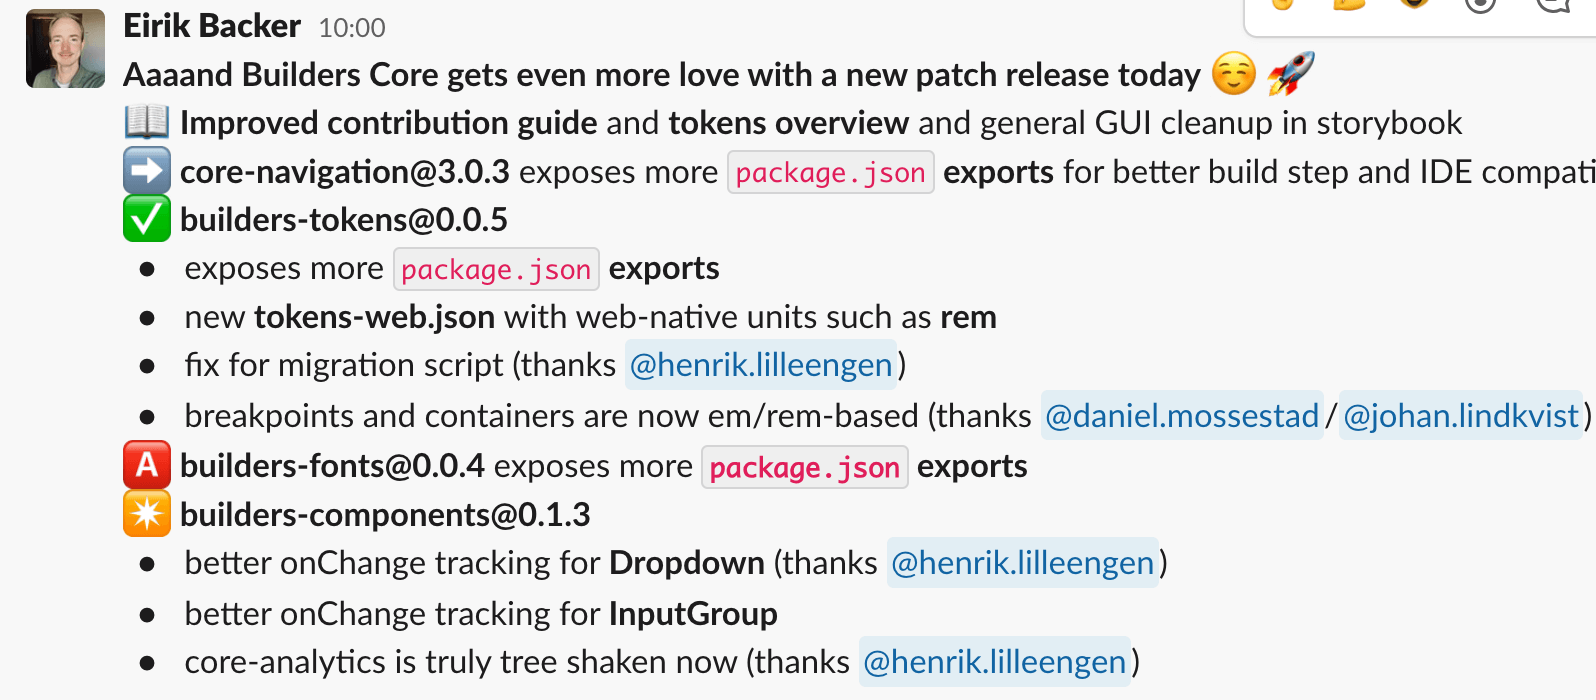 Eirik Backer 10:00
Aaaand Builders Core gets even more love with a new patch release today ☺️ 🚀
📖 Improved contribution guide and tokens overview and general GUI cleanup in storybook
➡️ core-navigation@3.0.3 exposes more package.json exports for better build step and IDE compati
✅ builders-tokens@0.0.5
• exposes more package.json exports
• new tokens-web.json with web-native units such as rem
• fix for migration script (thanks @henrik.lilleengen)
• breakpoints and containers are now em/rem-based (thanks @daniel.mossestad/@johan.lindkvist)
🅰️ builders-fonts@0.0.4 exposes more package.json exports
✴️ builders-components@0.1.3
• better onChange tracking for Dropdown (thanks @henrik.lilleengen)
• better onChange tracking for InputGroup
• core-analytics is truly tree shaken now (thanks @henrik.lilleengen)